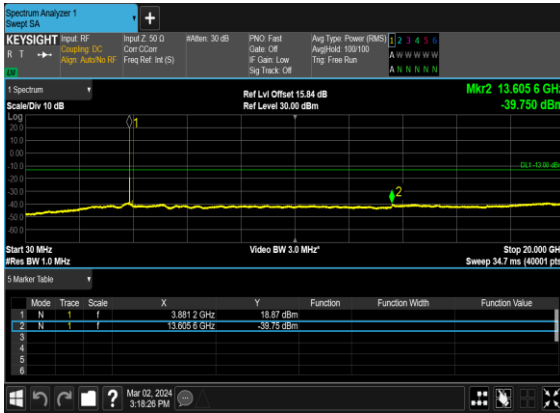 Spectrum Analyzer 1
Swept SA
KEYSIGHT Input: RF Input Z: 50 Ω #Atten: 30 dB PNO: Fast Avg Type: Power (RMS) 1 2 3 4 5 6
R T Coupling: DC Corr CCorr Gate: Off Avg|Hold: 100/100 A W W W W W
Align: Auto/No RF Freq Ref: Int (S) IF Gain: Low Trig: Free Run
Sig Track: Off A N N N N N
1 Spectrum Ref Lvl Offset 15.84 dB Mkr2 13.605 6 GHz
Scale/Div 10 dB Ref Level 30.00 dBm -39.750 dBm
Log
20.0
10.0
0.00
-10.0
-20.0
-30.0
-40.0
-50.0
-60.0
1
DL1 -13.00 dBm
2
Start 30 MHz Video BW 3.0 MHz* Stop 20.000 GH
#Res BW 1.0 MHz Sweep 34.7 ms (40001 pts
5 Marker Table
Mode Trace Scale X Y Function Function Width Function Value
1 N 1 f 3.881 2 GHz 18.87 dBm
2 N 1 f 13.605 6 GHz -39.75 dBm
3
4
5
6
Mar 02, 2024
3:18:26 PM